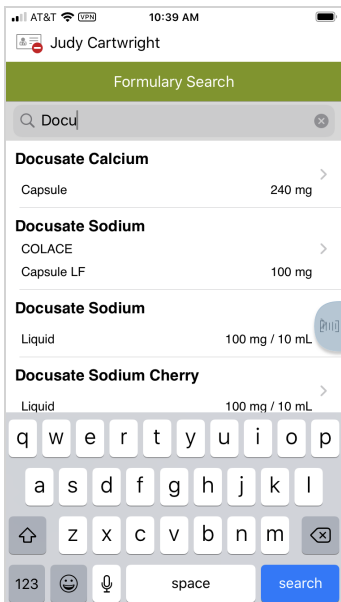 AT&T VPN 10:39 AM
Judy Cartwright
Formulary Search
Docu
Docusate Calcium
Capsule 240 mg
Docusate Sodium
COLACE
Capsule LF 100 mg
Docusate Sodium
Liquid 100 mg / 10 mL
Docusate Sodium Cherry
Liquid 100 mg / 10 mL
q w e r t y u i o p
a s d f g h j k l
z x c v b n m
123 space search